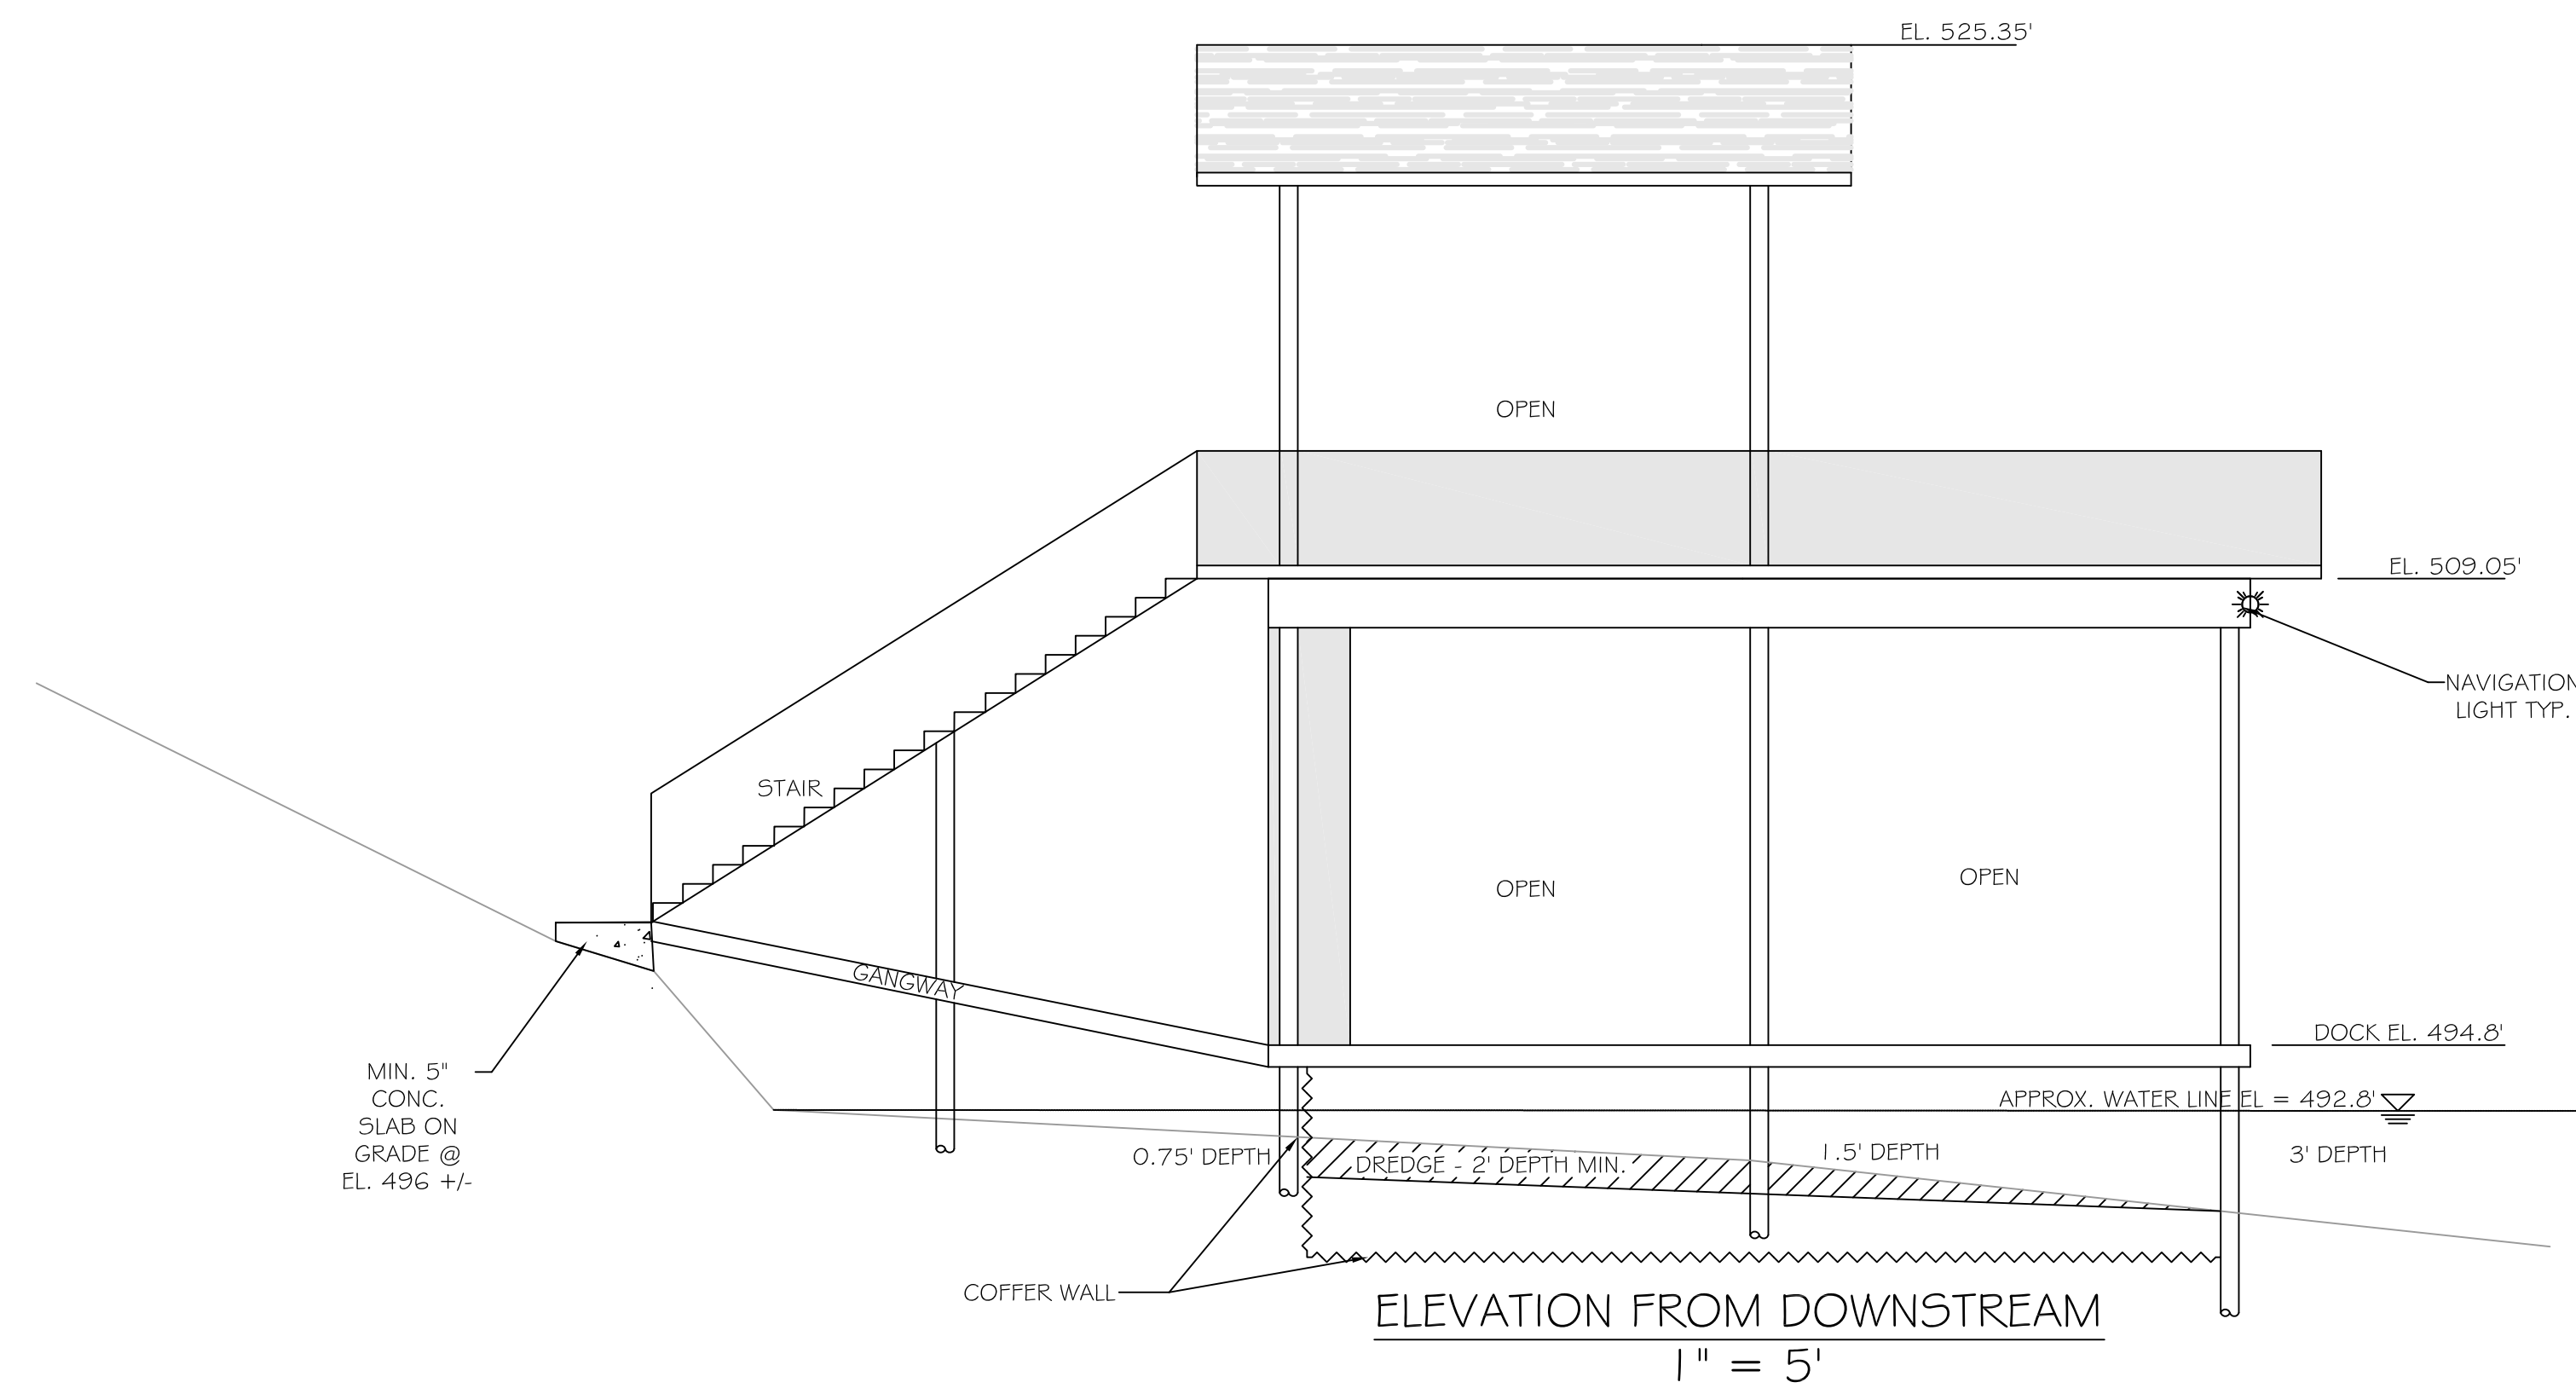 EL. 525.35'
OPEN
EL. 509.05'
NAVIGATION
LIGHT TYP.
STAIR
OPEN
OPEN
GANGWAY
DOCK EL. 494.8'
MIN. 5"
CONC.
SLAB ON
GRADE @
EL. 496 +/-
APPROX. WATER LINE EL = 492.8'
0.75' DEPTH
DREDGE - 2' DEPTH MIN.
1.5' DEPTH
3' DEPTH
COFFER WALL
ELEVATION FROM DOWNSTREAM
1" = 5'